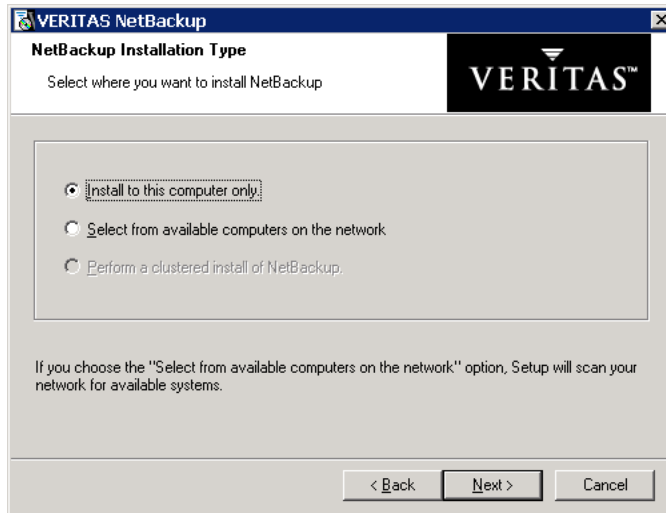 VERITAS NetBackup
NetBackup Installation Type
Select where you want to install NetBackup
VERITAS™
Install to this computer only.
Select from available computers on the network
Perform a clustered install of NetBackup.
If you choose the "Select from available computers on the network" option, Setup will scan your
network for available systems.
< Back
Next >
Cancel